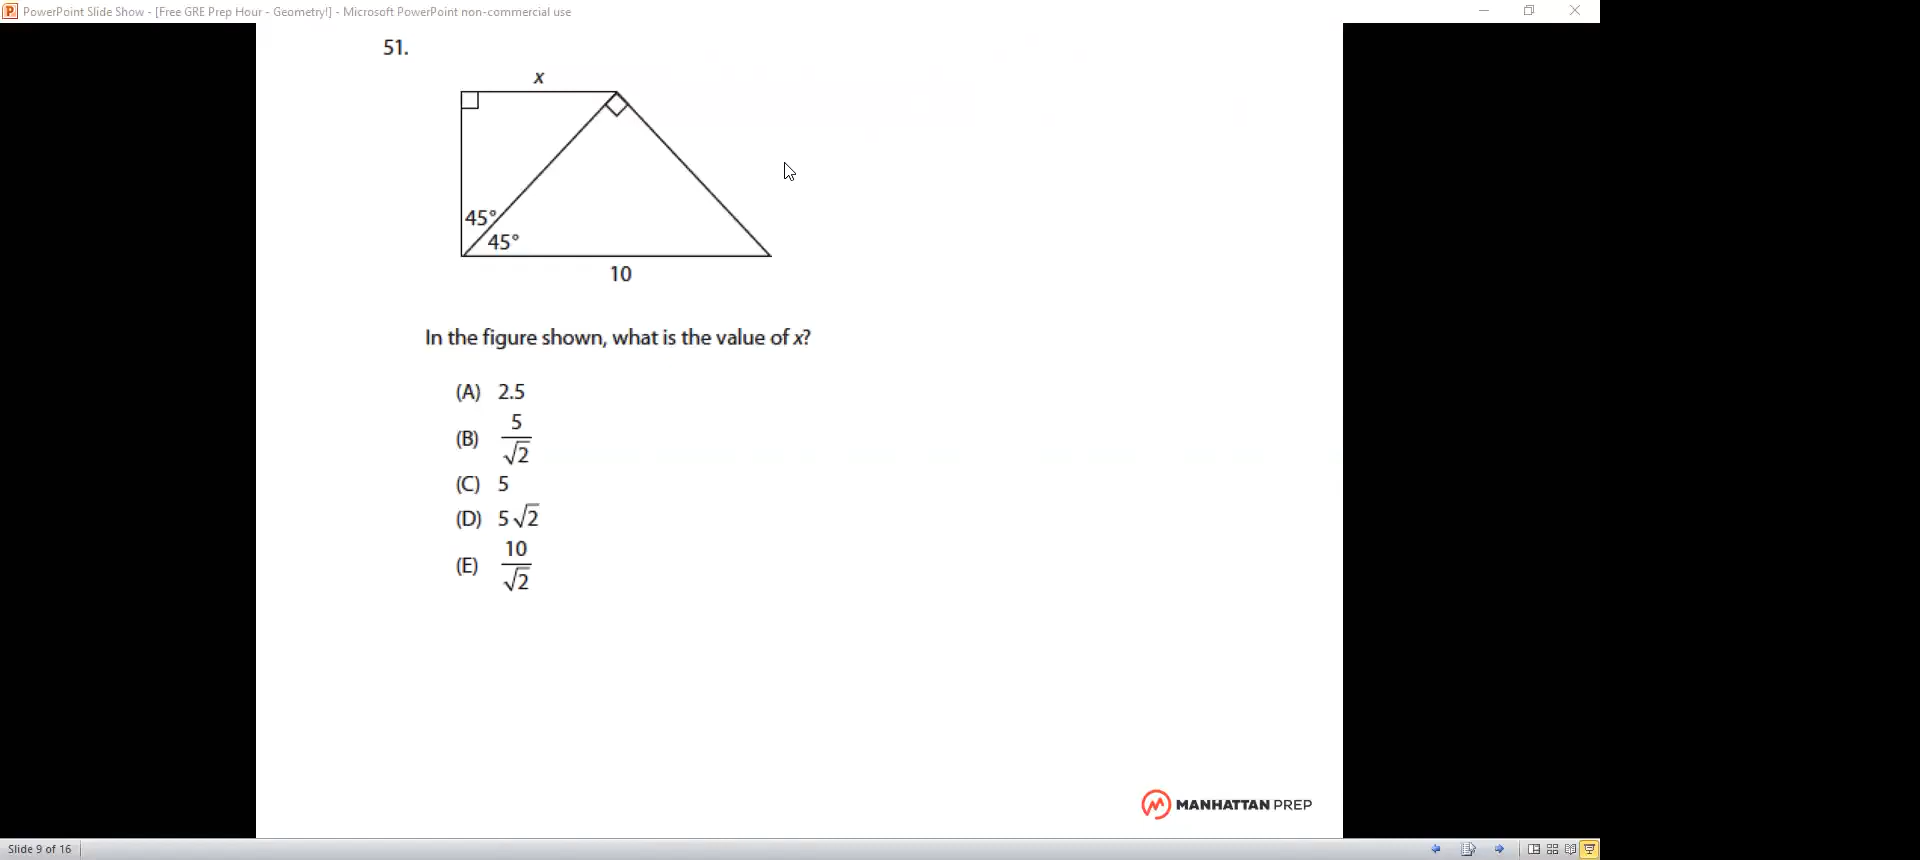 PowerPoint Slide Show - [Free GRE Prep Hour - Geometry!] - Microsoft PowerPoint non-commercial use
51.
x
45°
45°
10
In the figure shown, what is the value of x?
(A) 2.5
(B) 5/√2
(C) 5
(D) 5√2
(E) 10/√2
MANHATTAN PREP
Slide 9 of 16